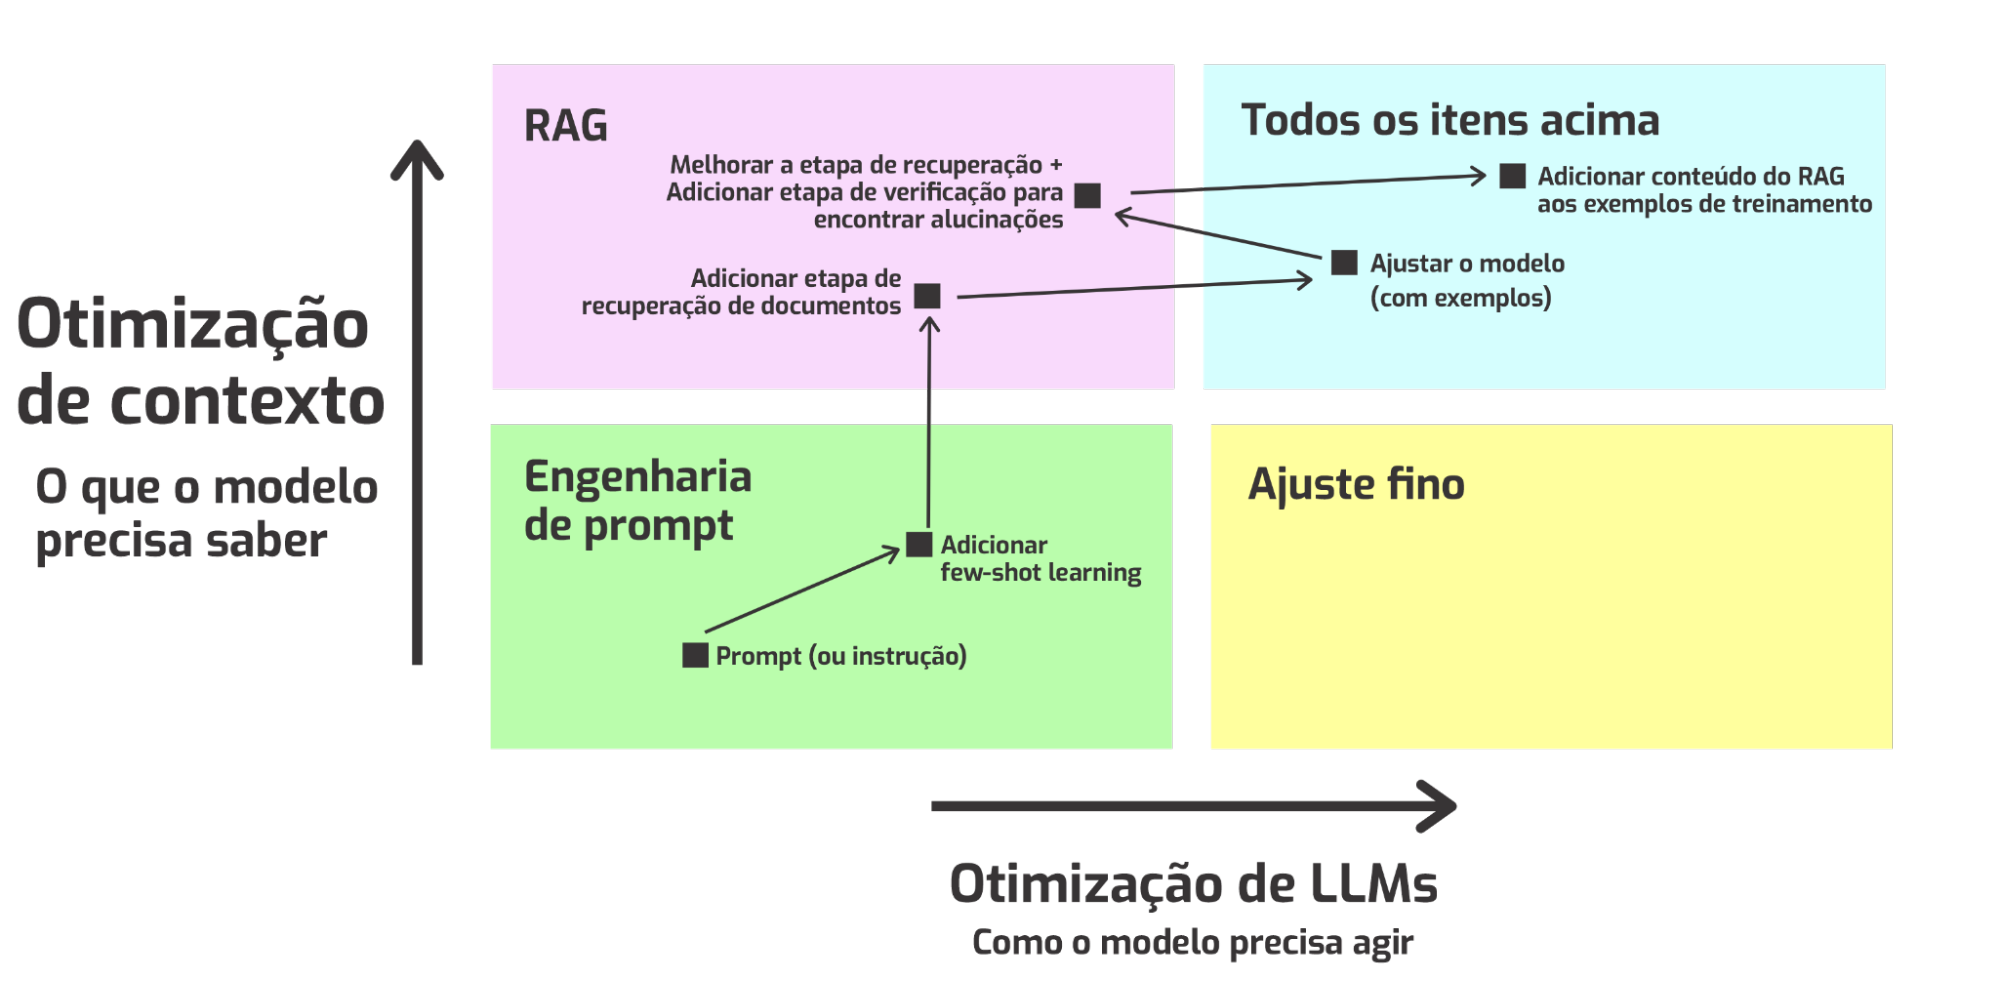 RAG
Melhorar a etapa de recuperação +
Adicionar etapa de verificação para
encontrar alucinações
Adicionar etapa de
recuperação de documentos
Todos os itens acima
Adicionar conteúdo do RAG
aos exemplos de treinamento
Ajustar o modelo
(com exemplos)
Otimização
de contexto
O que o modelo
precisa saber
Engenharia
de prompt
Adicionar
few-shot learning
Prompt (ou instrução)
Ajuste fino
Otimização de LLMs
Como o modelo precisa agir